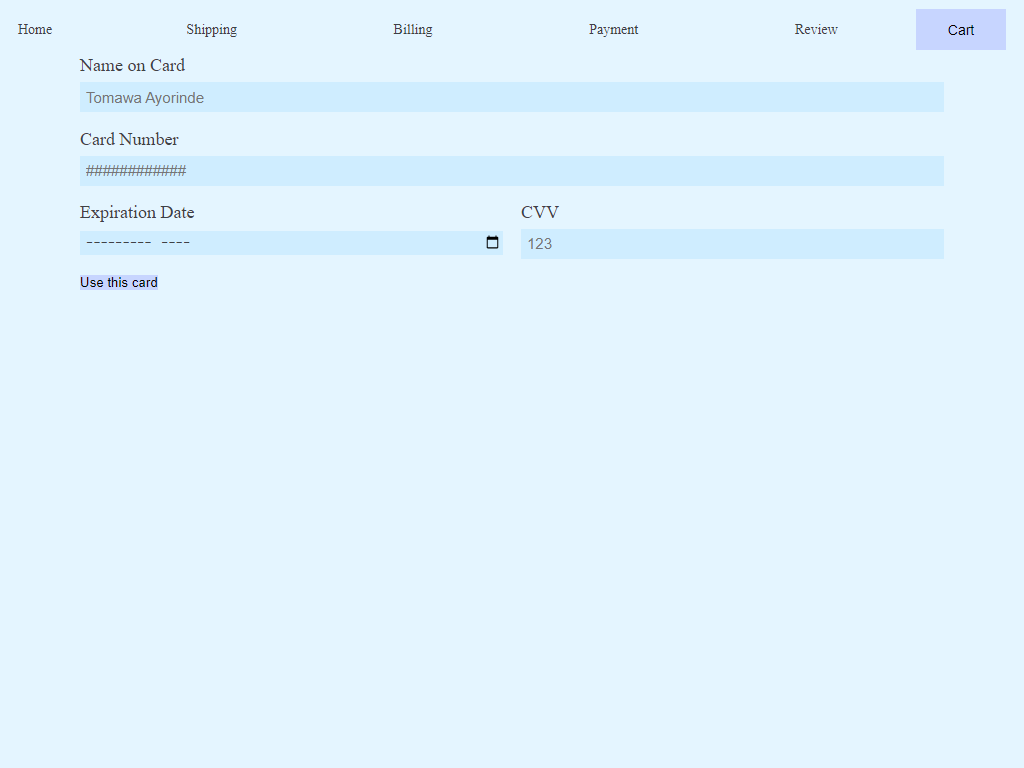 Home Shipping Billing Payment Review Cart
Name on Card
Tomawa Ayorinde
Card Number
############
Expiration Date CVV
--------- ---- 123
Use this card